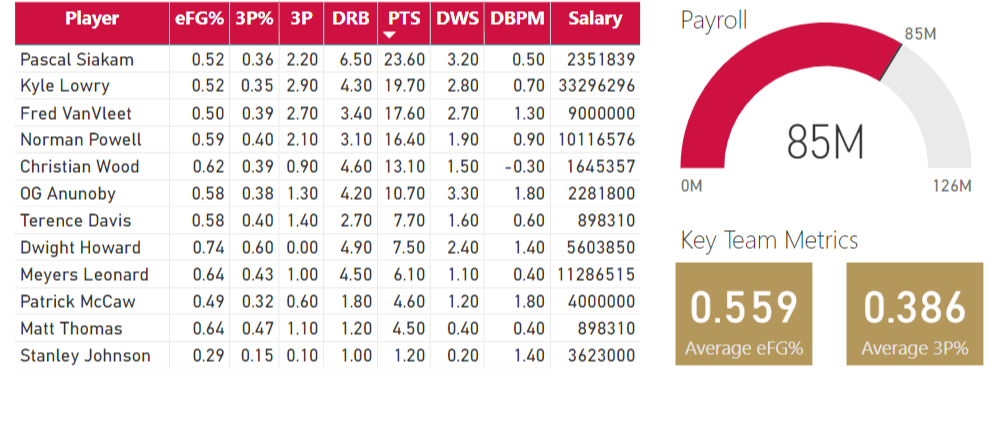 Player eFG% 3P% 3P DRB PTS DWS DBPM Salary
Pascal Siakam 0.52 0.36 2.20 6.50 23.60 3.20 0.50 2351839
Kyle Lowry 0.52 0.35 2.90 4.30 19.70 2.80 0.70 33296296
Fred VanVleet 0.50 0.39 2.70 3.40 17.60 2.70 1.30 9000000
Norman Powell 0.59 0.40 2.10 3.10 16.40 1.90 0.90 10116576
Christian Wood 0.62 0.39 0.90 4.60 13.10 1.50 -0.30 1645357
OG Anunoby 0.58 0.38 1.30 4.20 10.70 3.30 1.80 2281800
Terence Davis 0.58 0.40 1.40 2.70 7.70 1.60 0.60 898310
Dwight Howard 0.74 0.60 0.00 4.90 7.50 2.40 1.40 5603850
Meyers Leonard 0.64 0.43 1.00 4.50 6.10 1.10 0.40 11286515
Patrick McCaw 0.49 0.32 0.60 1.80 4.60 1.20 1.80 4000000
Matt Thomas 0.64 0.47 1.10 1.20 4.50 0.40 0.40 898310
Stanley Johnson 0.29 0.15 0.10 1.00 1.20 0.20 1.40 3623000
Payroll
85M
85M
0M 126M
Key Team Metrics
0.559 0.386
Average eFG% Average 3P%